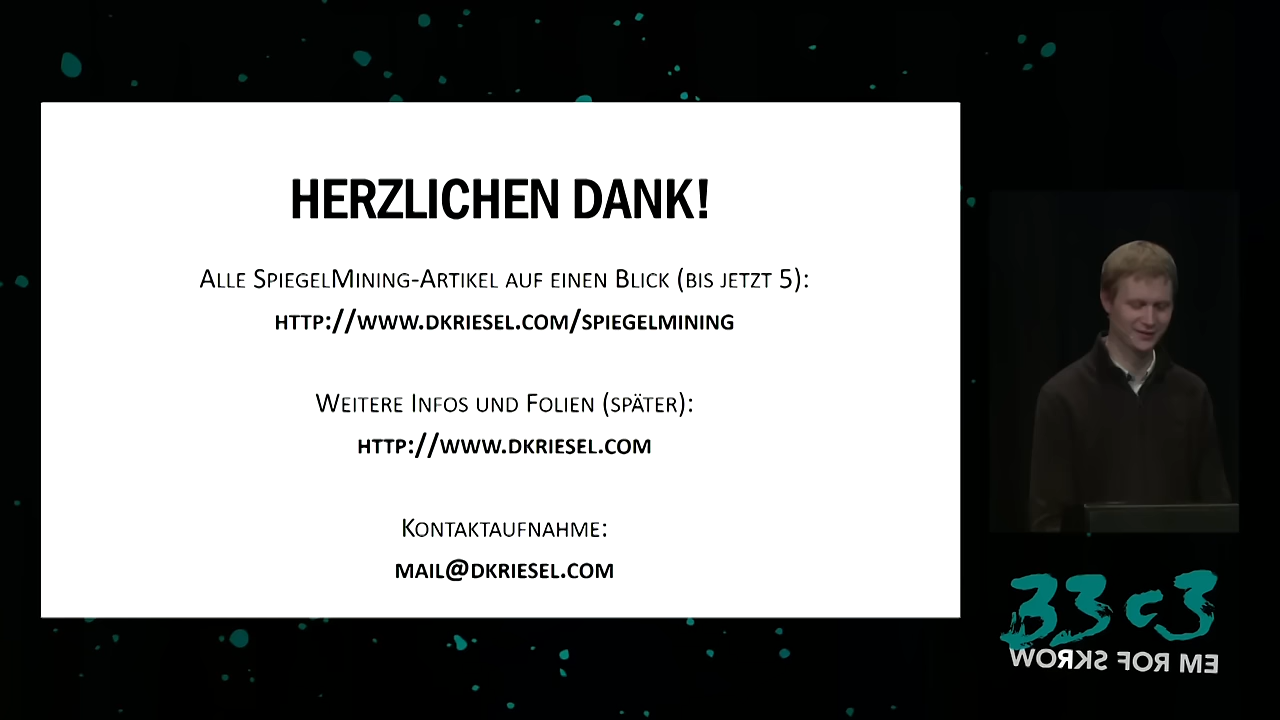 HERZLICHEN DANK!
ALLE SPIEGELMINING-ARTIKEL AUF EINEN BLICK (BIS JETZT 5):
HTTP://WWW.DKRIESEL.COM/SPIEGELMINING
WEITERE INFOS UND FOLIEN (SPÄTER):
HTTP://WWW.DKRIESEL.COM
KONTAKTAUFNAHME:
MAIL@DKRIESEL.COM
33c3
WORKS FOR ME